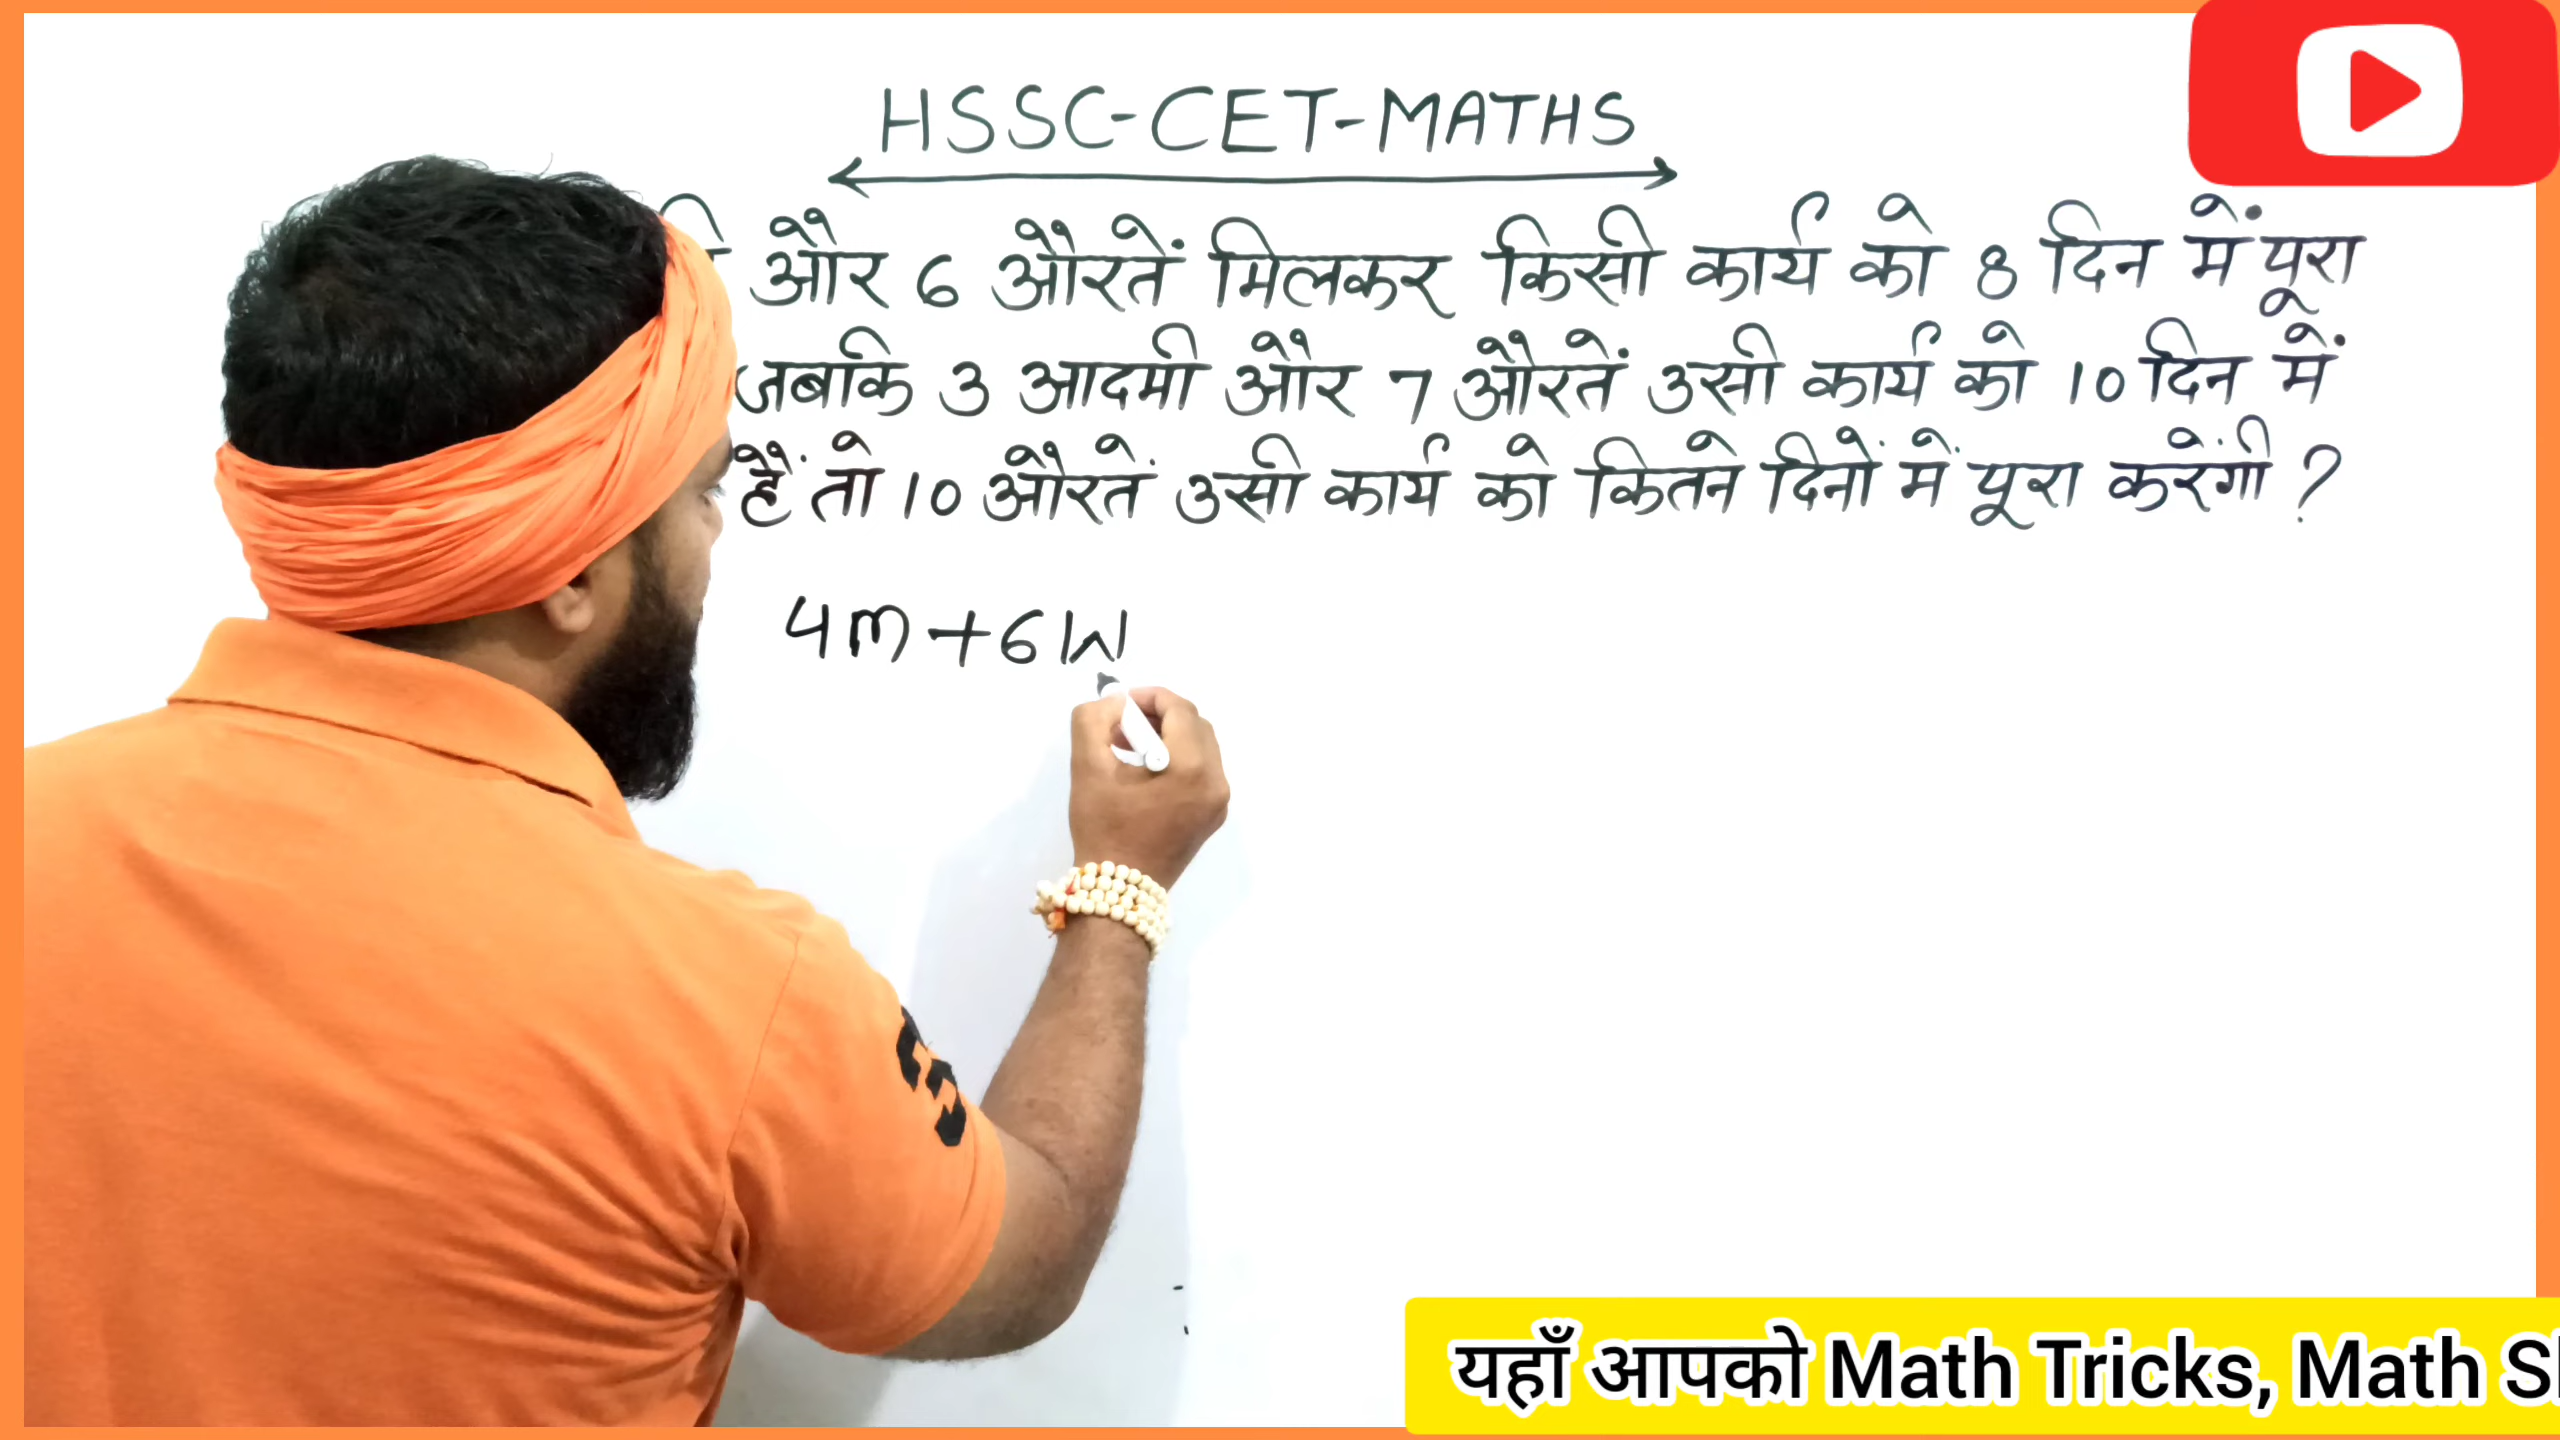 HSSC-CET-MATHS
और 6 औरतें मिलकर किसी कार्य को 8 दिन में पूरा
जबकि 3 आदमी और 7 औरतें उसी कार्य को 10 दिन में
हैं तो 10 औरतें उसी कार्य को कितने दिनों में पूरा करेंगी ?
4m+6W
यहाँ आपको Math Tricks, Math